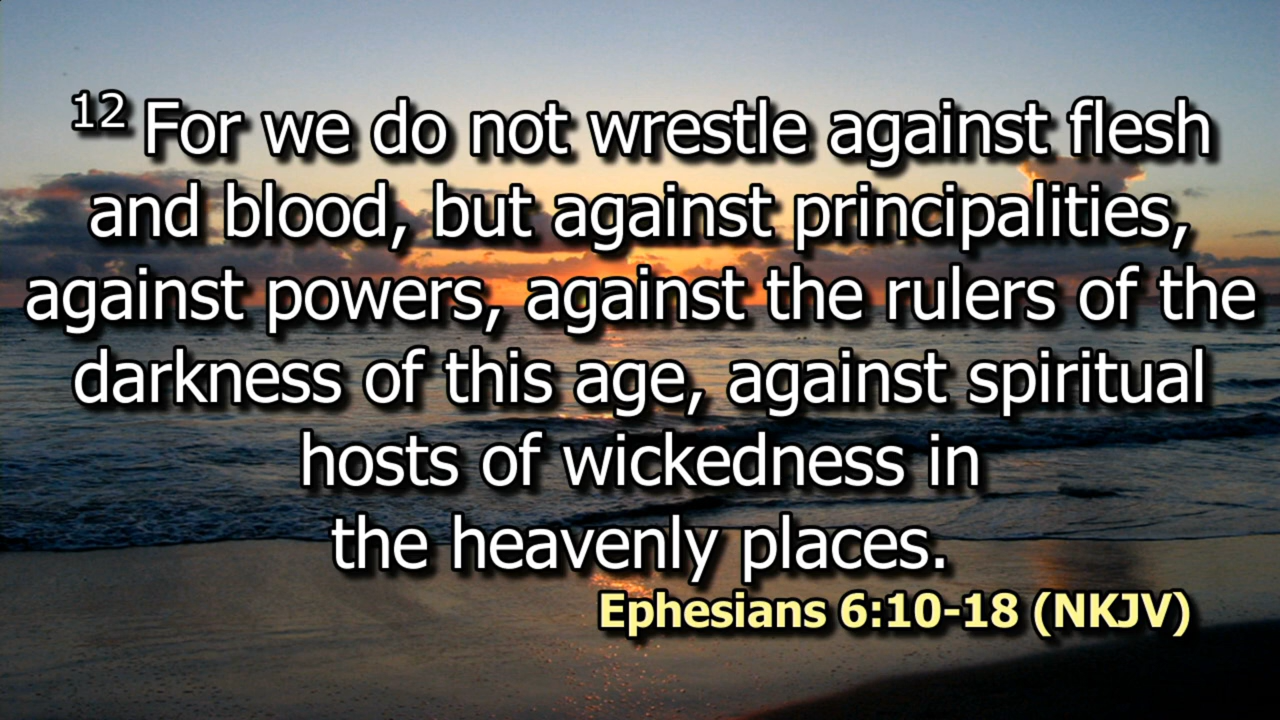 12 For we do not wrestle against flesh
and blood, but against principalities,
against powers, against the rulers of the
darkness of this age, against spiritual
hosts of wickedness in
the heavenly places.
Ephesians 6:10-18 (NKJV)